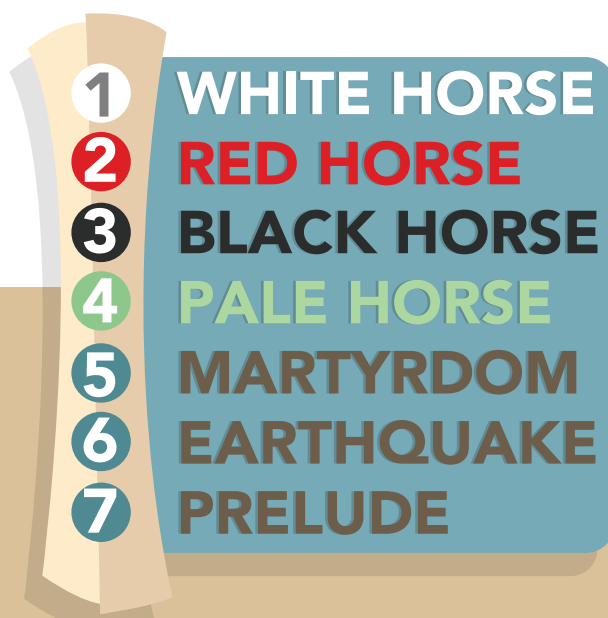 1 WHITE HORSE
2 RED HORSE
3 BLACK HORSE
4 PALE HORSE
5 MARTYRDOM
6 EARTHQUAKE
7 PRELUDE